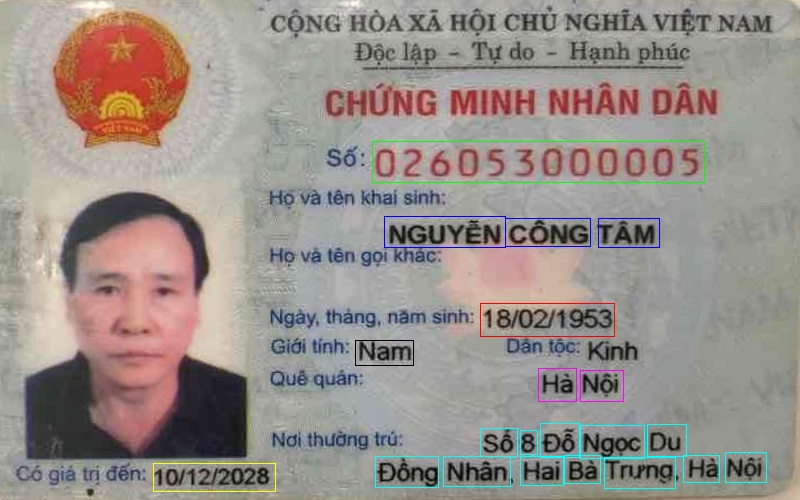 CỘNG HÒA XÃ HỘI CHỦ NGHĨA VIỆT NAM
Độc lập - Tự do - Hạnh phúc
VIỆT NAM
CHỨNG MINH NHÂN DÂN
Số: 026053000005
Họ và tên khai sinh:
NGUYỄN CÔNG TÂM
Họ và tên gọi khác:
Ngày, tháng, năm sinh: 18/02/1953
Giới tính: Nam Dân tộc: Kinh
Quê quán:
Hà Nội
Nơi thường trú: Số 8 Đỗ Ngọc Du
Đồng Nhân, Hai Bà Trưng, Hà Nội
Có giá trị đến: 10/12/2028